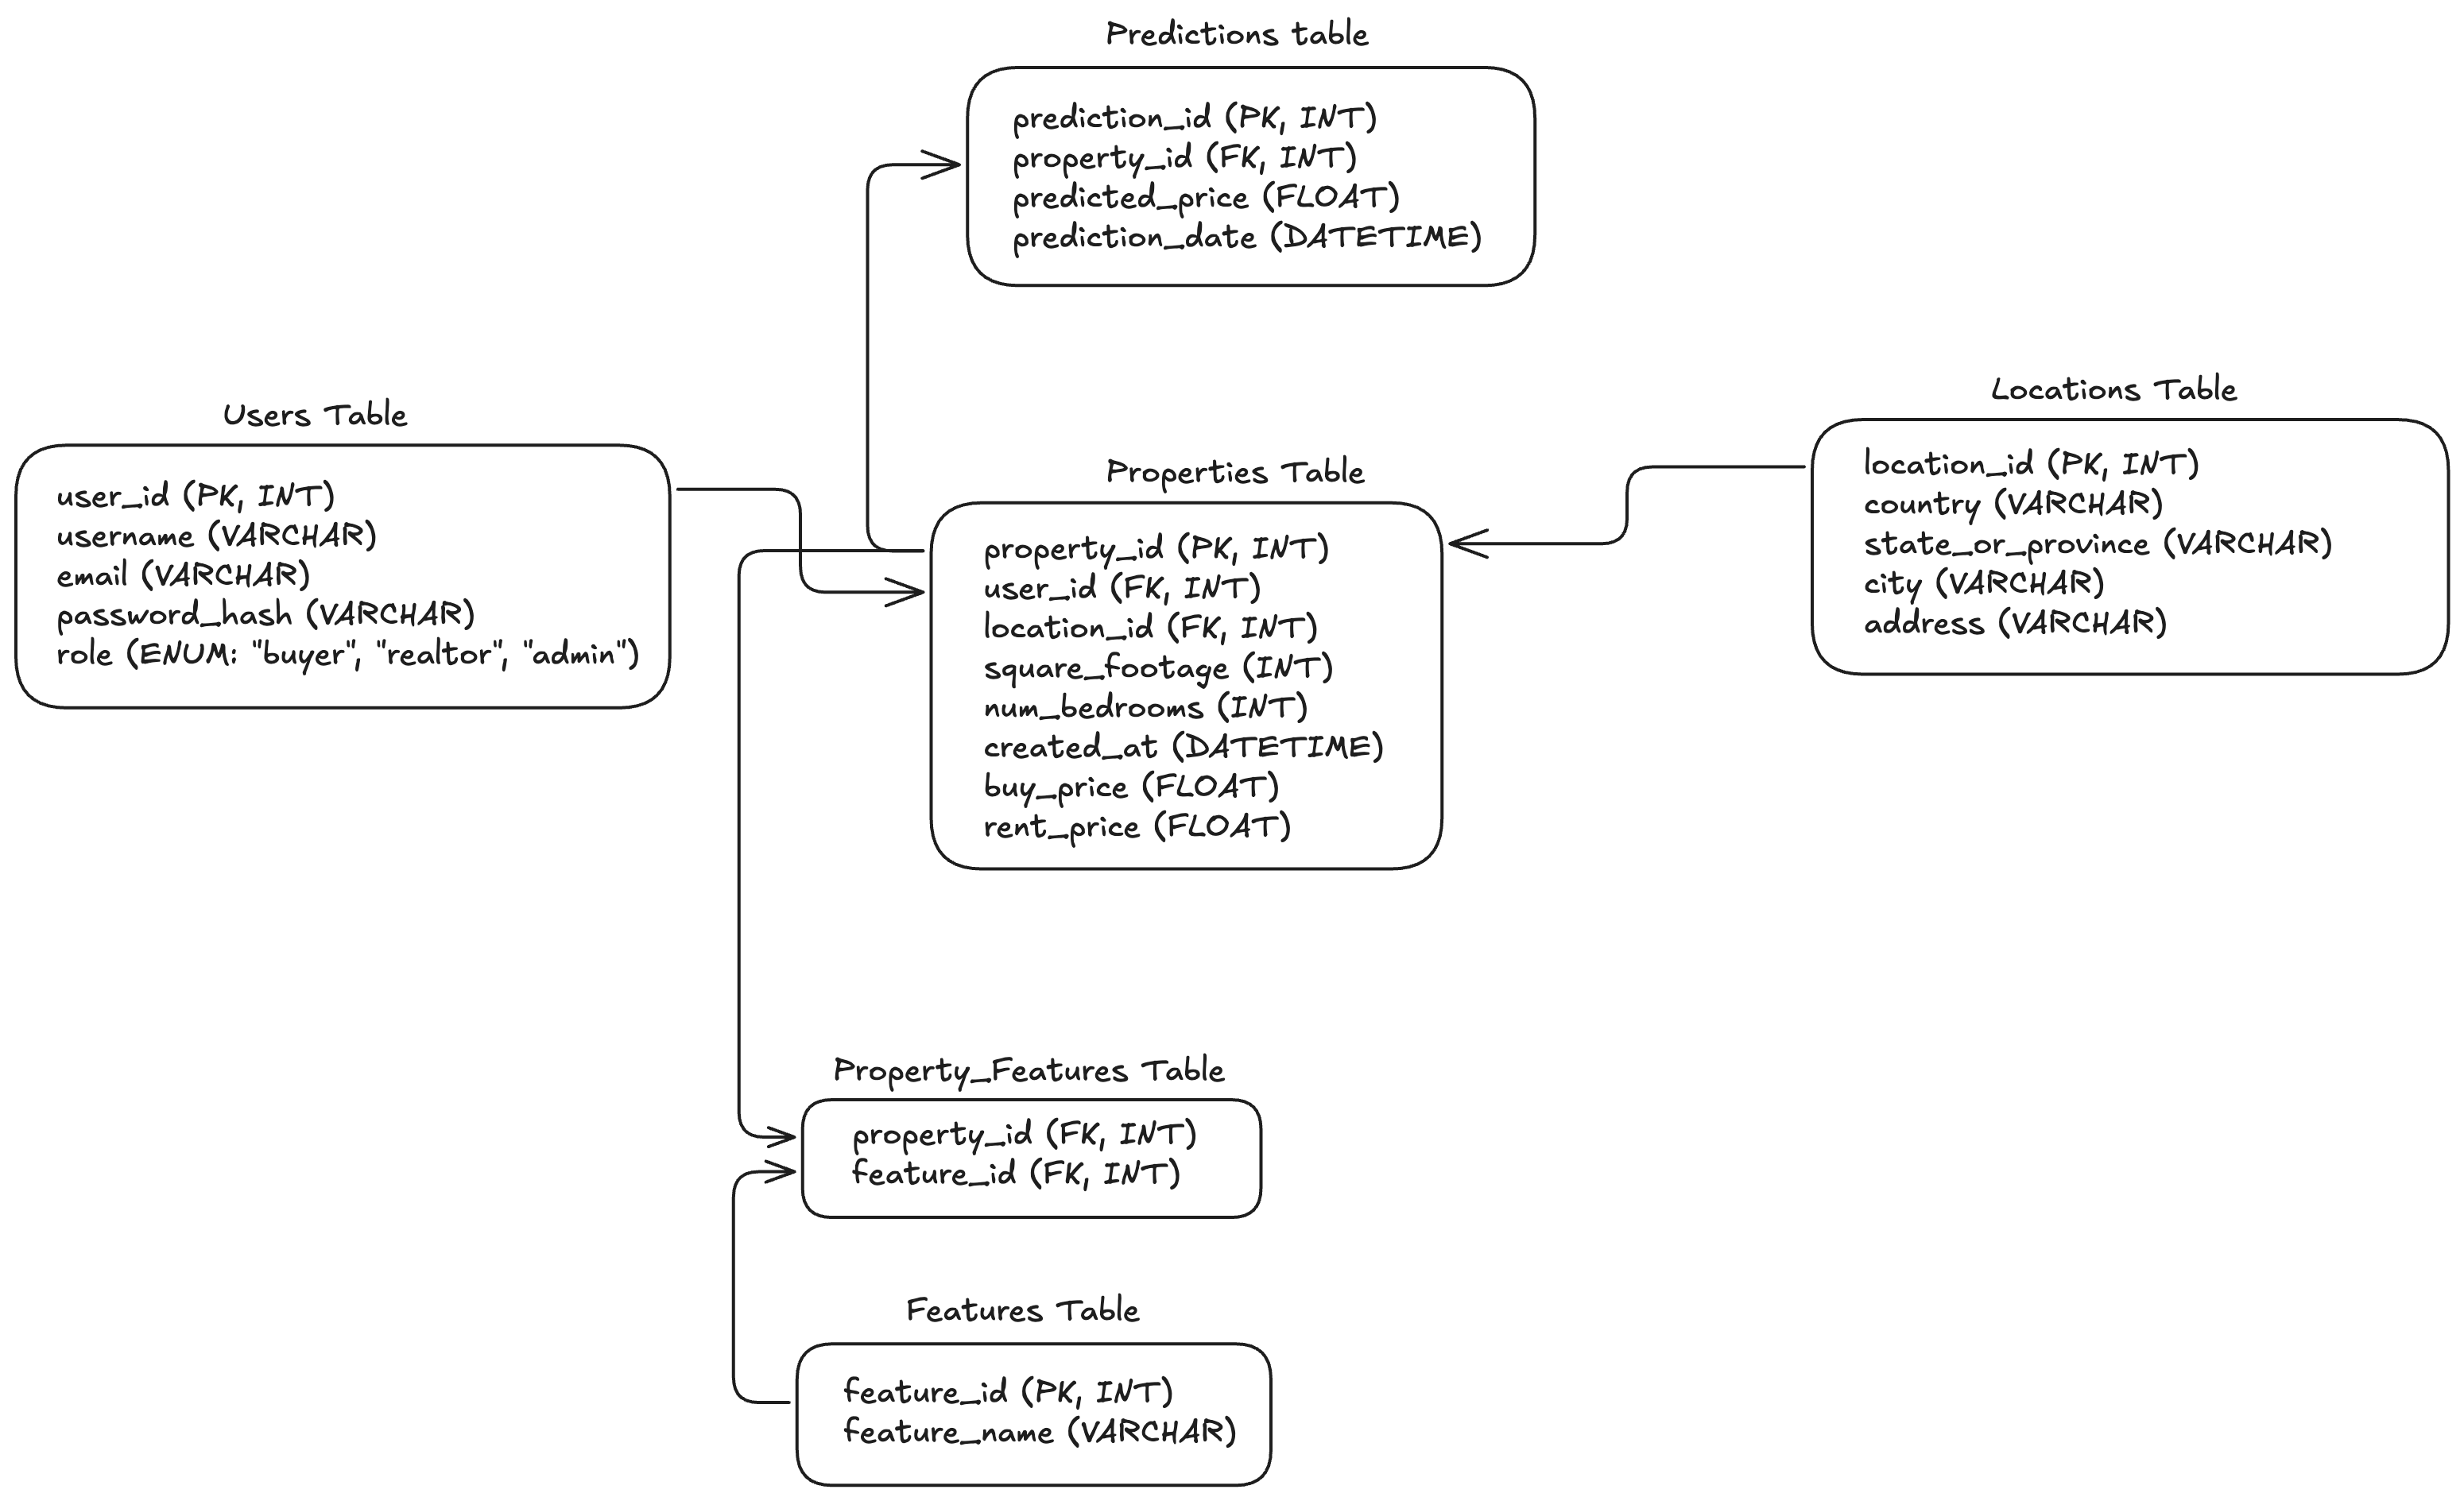 Predictions table
prediction_id (PK, INT)
property_id (FK, INT)
predicted_price (FLOAT)
prediction_date (DATETIME)
Users Table
user_id (PK, INT)
username (VARCHAR)
email (VARCHAR)
password_hash (VARCHAR)
role (ENUM: "buyer", "realtor", "admin")
Properties Table
property_id (PK, INT)
user_id (FK, INT)
location_id (FK, INT)
square_footage (INT)
num_bedrooms (INT)
created_at (DATETIME)
buy_price (FLOAT)
rent_price (FLOAT)
Locations Table
location_id (PK, INT)
country (VARCHAR)
state_or_province (VARCHAR)
city (VARCHAR)
address (VARCHAR)
Property_Features Table
property_id (FK, INT)
feature_id (FK, INT)
Features Table
feature_id (PK, INT)
feature_name (VARCHAR)